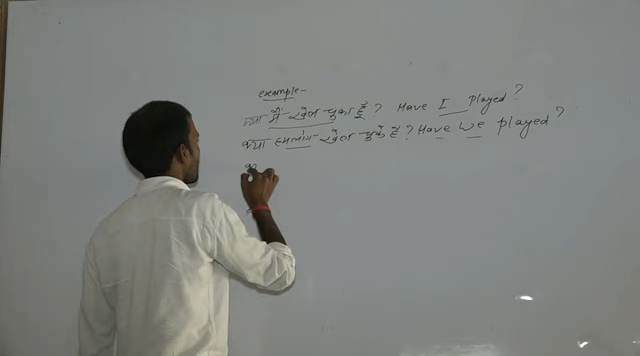 example-
क्या मैं खेल चुका हूँ ? Have I Played ?
क्या हमलोग खेल चुके हैं ? Have We Played ?